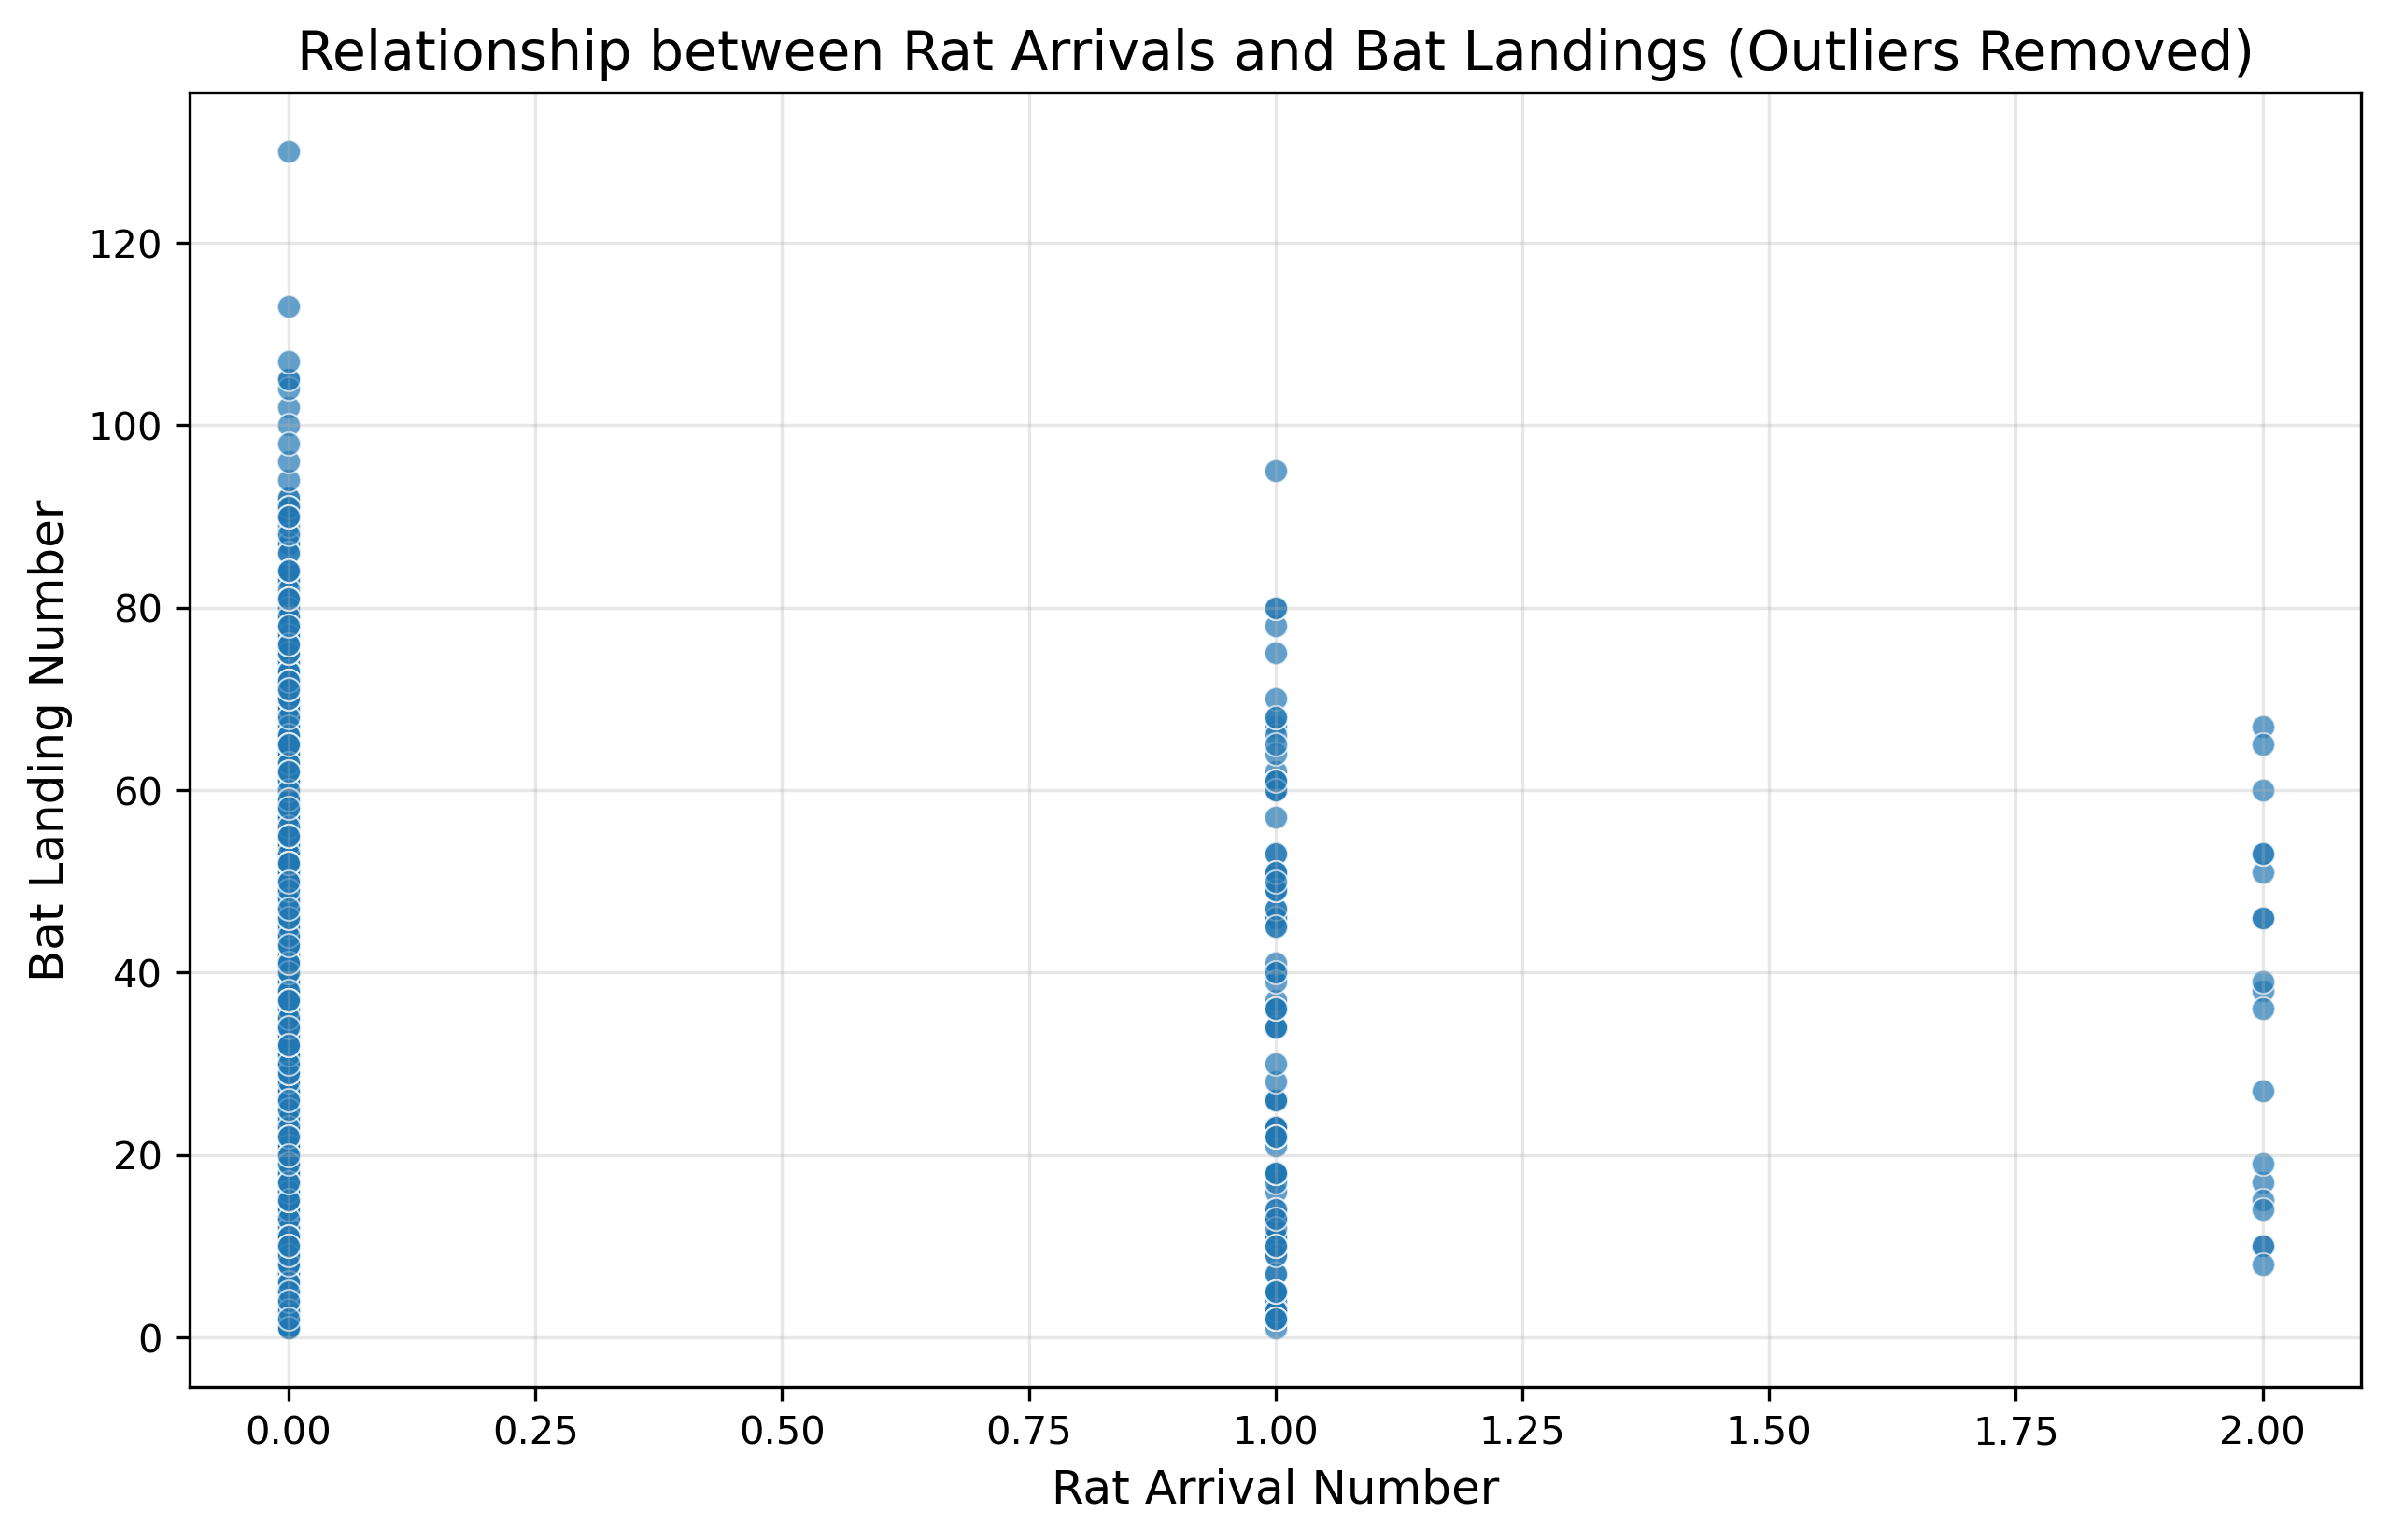 Relationship between Rat Arrivals and Bat Landings (Outliers Removed)
Bat Landing Number
120
100
80
60
40
20
0
0.00 0.25 0.50 0.75 1.00 1.25 1.50 1.75 2.00
Rat Arrival Number